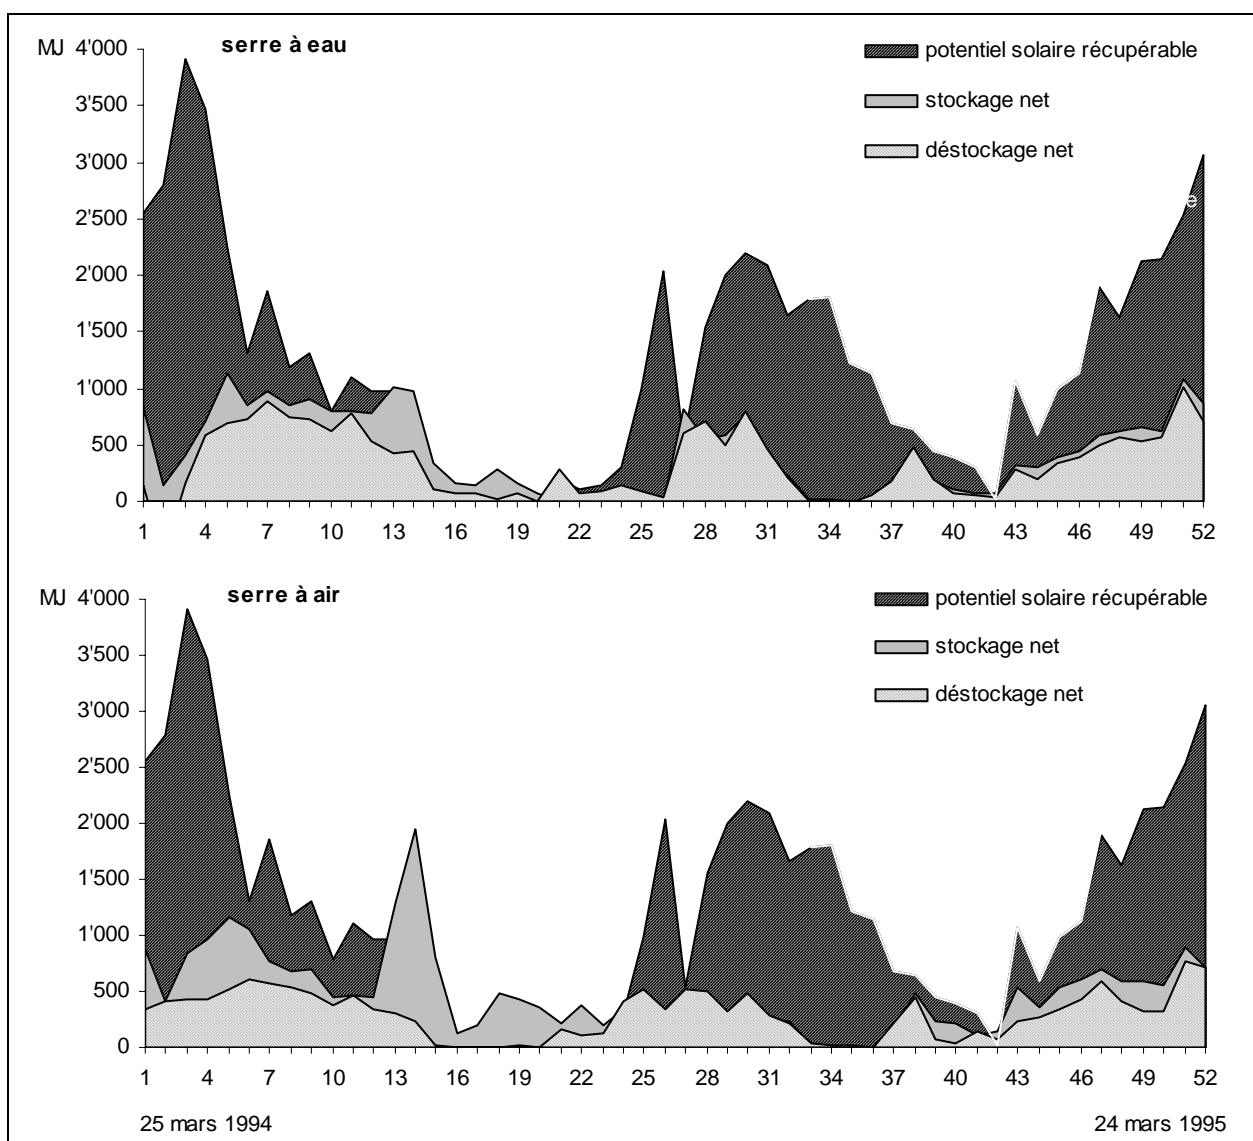 MJ 4'000 serre à eau potentiel solaire récupérable
3'500 stockage net
3'000 déstockage net
2'500 e
2'000
1'500
1'000
500
0
1 4 7 10 13 16 19 22 25 28 31 34 37 40 43 46 49 52
MJ 4'000 serre à air potentiel solaire récupérable
3'500 stockage net
3'000 déstockage net
2'500
2'000
1'500
1'000
500
0
1 4 7 10 13 16 19 22 25 28 31 34 37 40 43 46 49 52
25 mars 1994 24 mars 1995